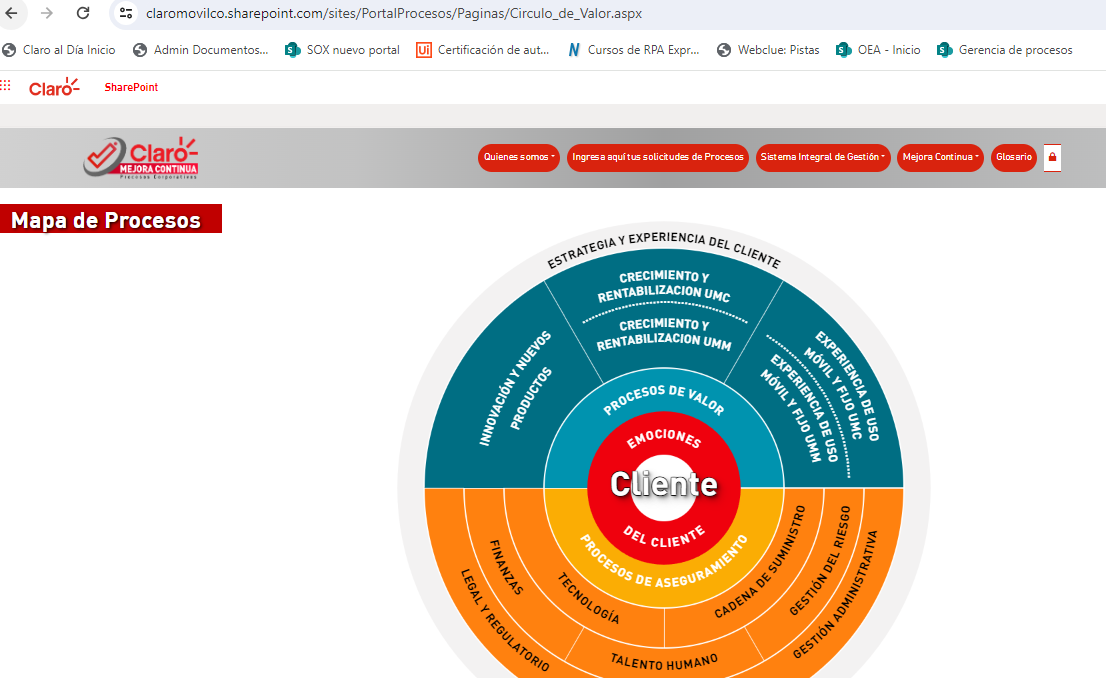 claromovilco.sharepoint.com/sites/PortalProcesos/Paginas/Circulo_de_Valor.aspx
Claro al Día Inicio
Admin Documentos...
SOX nuevo portal
Ui
Certificación de aut...
N
Cursos de RPA Expr...
Webclue: Pistas
OEA - Inicio
Gerencia de procesos
Claro
SharePoint
Claro
MEJORA CONTINUA
Procesos Corporativos
Quienes somos
Ingresa aquí tus solicitudes de Procesos
Sistema Integral de Gestión
Mejora Continua
Glosario
Mapa de Procesos
ESTRATEGIA Y EXPERIENCIA DEL CLIENTE
CRECIMIENTO Y
RENTABILIZACION UMC
CRECIMIENTO Y
RENTABILIZACION UMM
INNOVACIÓN Y NUEVOS
PRODUCTOS
EXPERIENCIA DE USO
MÓVIL Y FIJO UMC
EXPERIENCIA DE USO
MÓVIL Y FIJO UMM
PROCESOS DE VALOR
EMOCIONES
Cliente
DEL CLIENTE
PROCESOS DE ASEGURAMIENTO
FINANZAS
TECNOLOGÍA
CADENA DE SUMINISTRO
GESTIÓN DEL RIESGO
GESTIÓN ADMINISTRATIVA
LEGAL Y REGULATORIO
TALENTO HUMANO